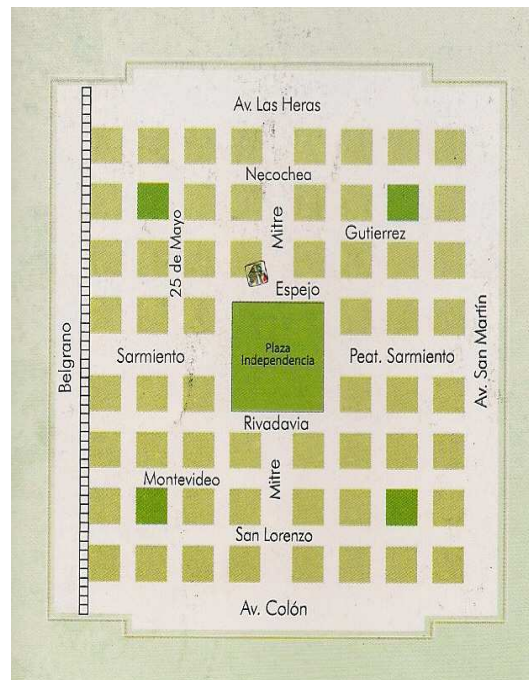 Av. Las Heras
Necochea
Mitre
Gutierrez
25 de Mayo
Espejo
Belgrano
Sarmiento
Plaza
Independencia
Peat. Sarmiento
Av. San Martín
Rivadavia
Mitre
Montevideo
San Lorenzo
Av. Colón